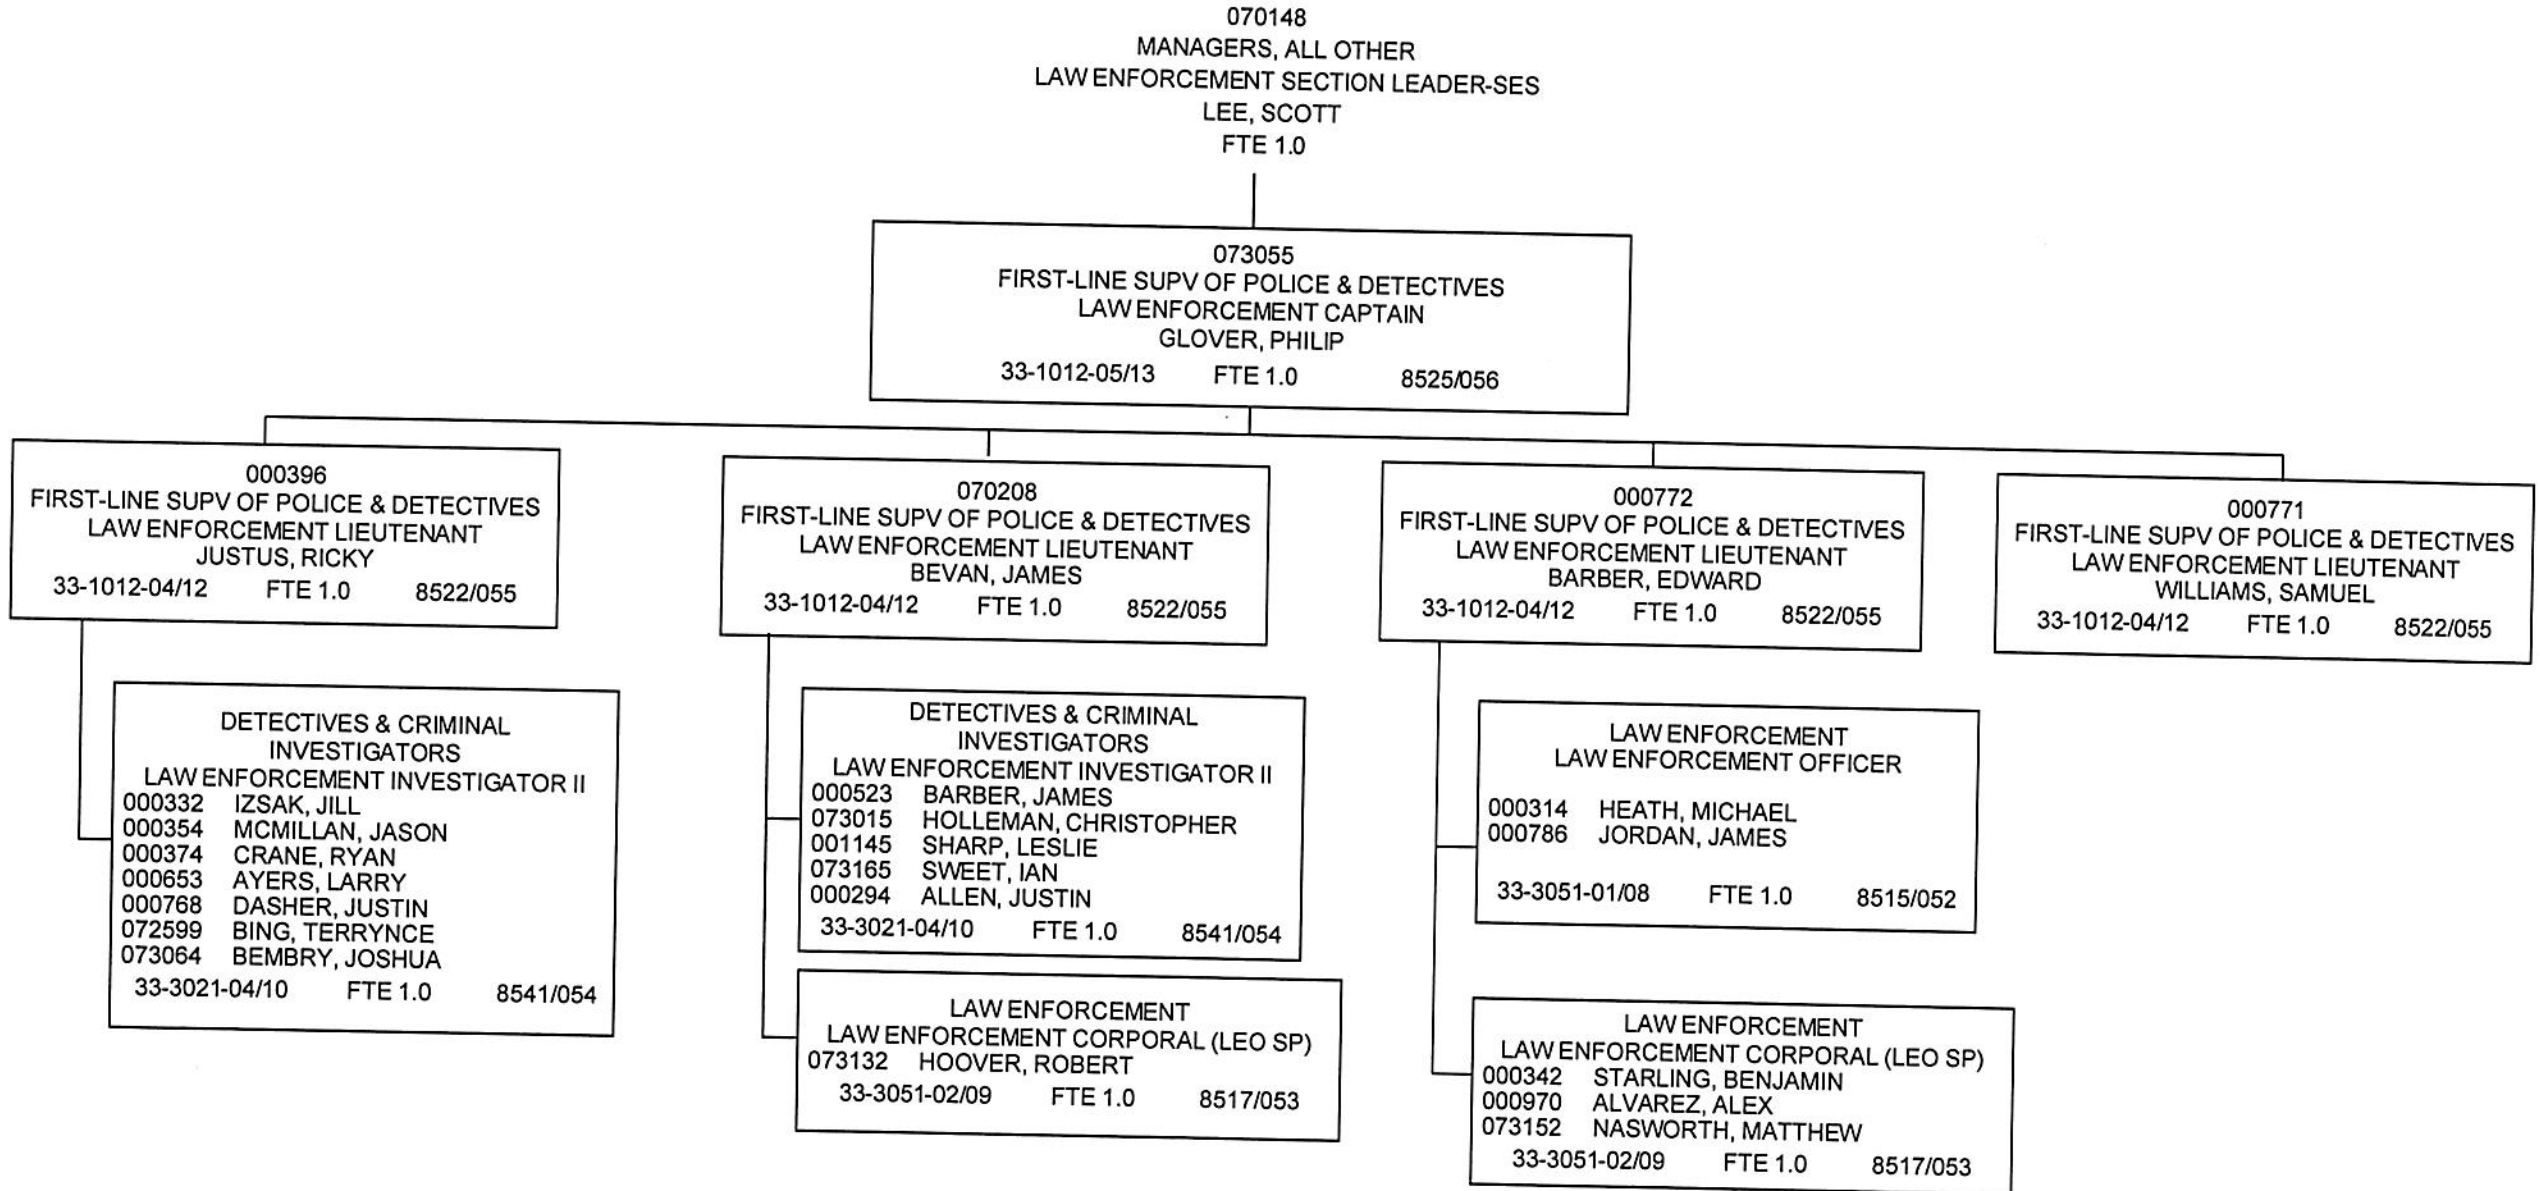 070148
MANAGERS, ALL OTHER
LAW ENFORCEMENT SECTION LEADER-SES
LEE, SCOTT
FTE 1.0
073055
FIRST-LINE SUPV OF POLICE & DETECTIVES
LAW ENFORCEMENT CAPTAIN
GLOVER, PHILIP
33-1012-05/13 FTE 1.0 8525/056
000396
FIRST-LINE SUPV OF POLICE & DETECTIVES
LAW ENFORCEMENT LIEUTENANT
JUSTUS, RICKY
33-1012-04/12 FTE 1.0 8522/055
070208
FIRST-LINE SUPV OF POLICE & DETECTIVES
LAW ENFORCEMENT LIEUTENANT
BEVAN, JAMES
33-1012-04/12 FTE 1.0 8522/055
000772
FIRST-LINE SUPV OF POLICE & DETECTIVES
LAW ENFORCEMENT LIEUTENANT
BARBER, EDWARD
33-1012-04/12 FTE 1.0 8522/055
000771
FIRST-LINE SUPV OF POLICE & DETECTIVES
LAW ENFORCEMENT LIEUTENANT
WILLIAMS, SAMUEL
33-1012-04/12 FTE 1.0 8522/055
DETECTIVES & CRIMINAL
INVESTIGATORS
LAW ENFORCEMENT INVESTIGATOR II
000332 IZSAK, JILL
000354 MCMILLAN, JASON
000374 CRANE, RYAN
000653 AYERS, LARRY
000768 DASHER, JUSTIN
072599 BING, TERRYNCE
073064 BEMBRY, JOSHUA
33-3021-04/10 FTE 1.0 8541/054
DETECTIVES & CRIMINAL
INVESTIGATORS
LAW ENFORCEMENT INVESTIGATOR II
000523 BARBER, JAMES
073015 HOLLEMAN, CHRISTOPHER
001145 SHARP, LESLIE
073165 SWEET, IAN
000294 ALLEN, JUSTIN
33-3021-04/10 FTE 1.0 8541/054
LAW ENFORCEMENT
LAW ENFORCEMENT CORPORAL (LEO SP)
073132 HOOVER, ROBERT
33-3051-02/09 FTE 1.0 8517/053
LAW ENFORCEMENT
LAW ENFORCEMENT OFFICER
000314 HEATH, MICHAEL
000786 JORDAN, JAMES
33-3051-01/08 FTE 1.0 8515/052
LAW ENFORCEMENT
LAW ENFORCEMENT CORPORAL (LEO SP)
000342 STARLING, BENJAMIN
000970 ALVAREZ, ALEX
073152 NASWORTH, MATTHEW
33-3051-02/09 FTE 1.0 8517/053